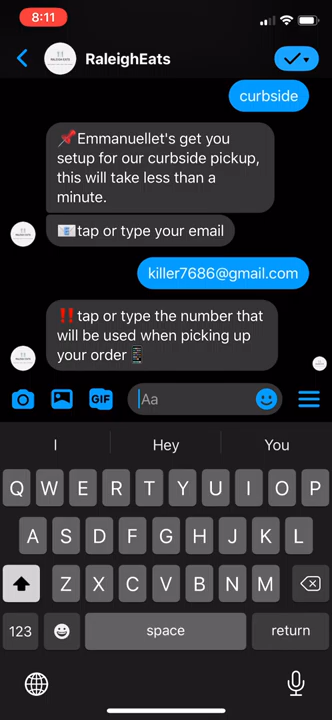 8:11
RaleighEats
curbside
📌Emmanuellet's get you
setup for our curbside pickup,
this will take less than a
minute.
📧tap or type your email
killer7686@gmail.com
‼️tap or type the number that
will be used when picking up
your order📱
GIF
Aa
I Hey You
Q W E R T Y U I O P
A S D F G H J K L
Z X C V B N M
123 space return